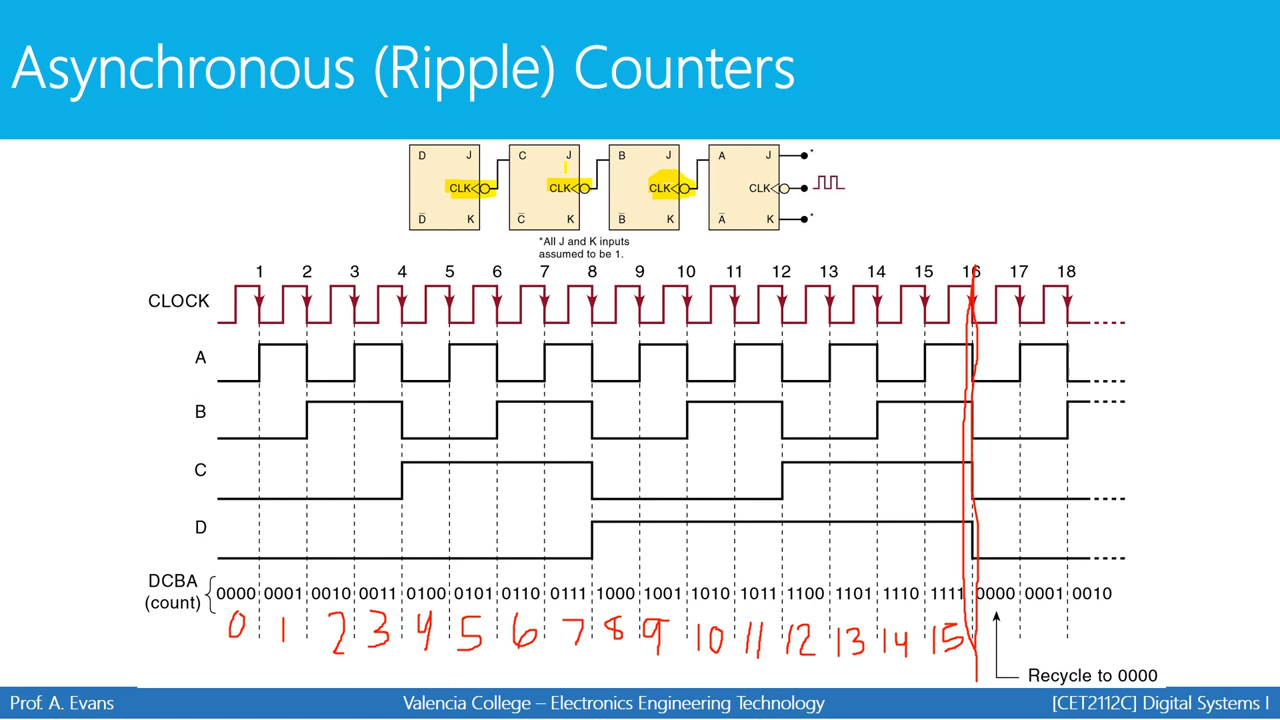 Asynchronous (Ripple) Counters
D J C J B J A J *
CLK CLK CLK CLK
D̅ K C̅ K B̅ K A̅ K *
*All J and K inputs
assumed to be 1.
1 2 3 4 5 6 7 8 9 10 11 12 13 14 15 16 17 18
CLOCK
A
B
C
D
DCBA
(count)
0000 0001 0010 0011 0100 0101 0110 0111 1000 1001 1010 1011 1100 1101 1110 1111 0000 0001 0010
0 1 2 3 4 5 6 7 8 9 10 11 12 13 14 15
Recycle to 0000
Prof. A. Evans
Valencia College – Electronics Engineering Technology
[CET2112C] Digital Systems I